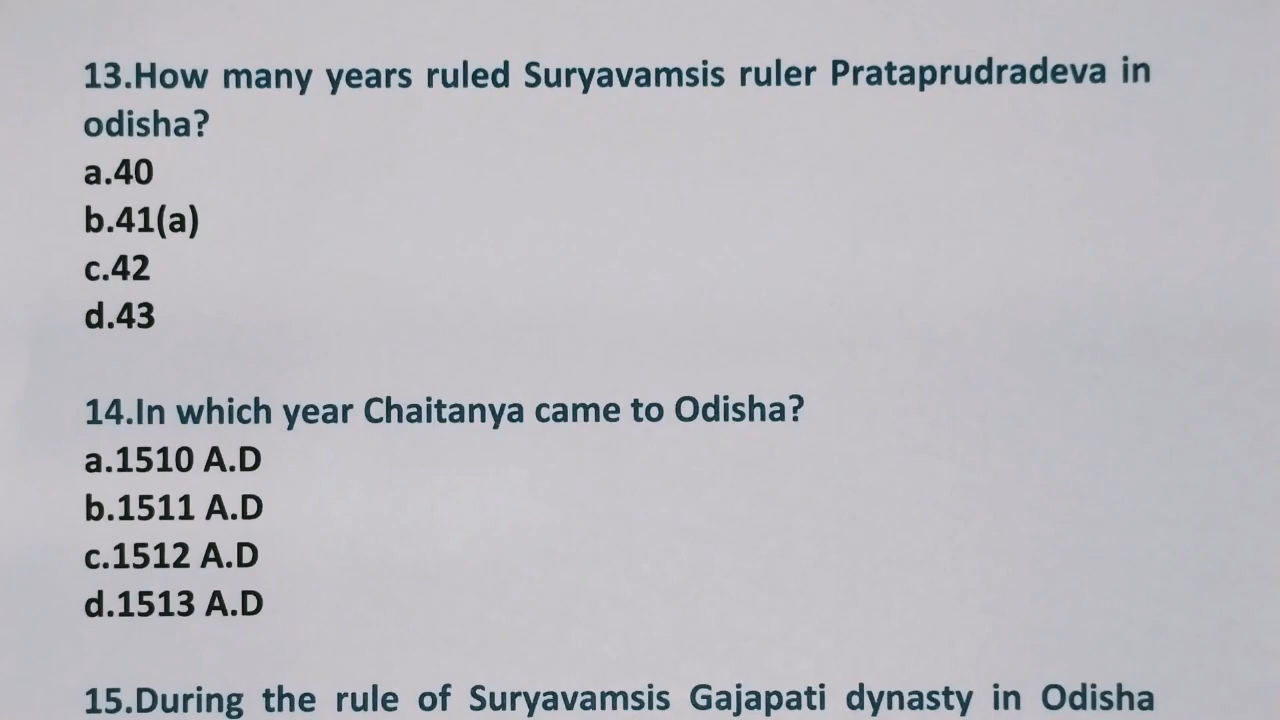 13.How many years ruled Suryavamsis ruler Prataprudradeva in
odisha?
a.40
b.41(a)
c.42
d.43
14.In which year Chaitanya came to Odisha?
a.1510 A.D
b.1511 A.D
c.1512 A.D
d.1513 A.D
15.During the rule of Suryavamsis Gajapati dynasty in Odisha